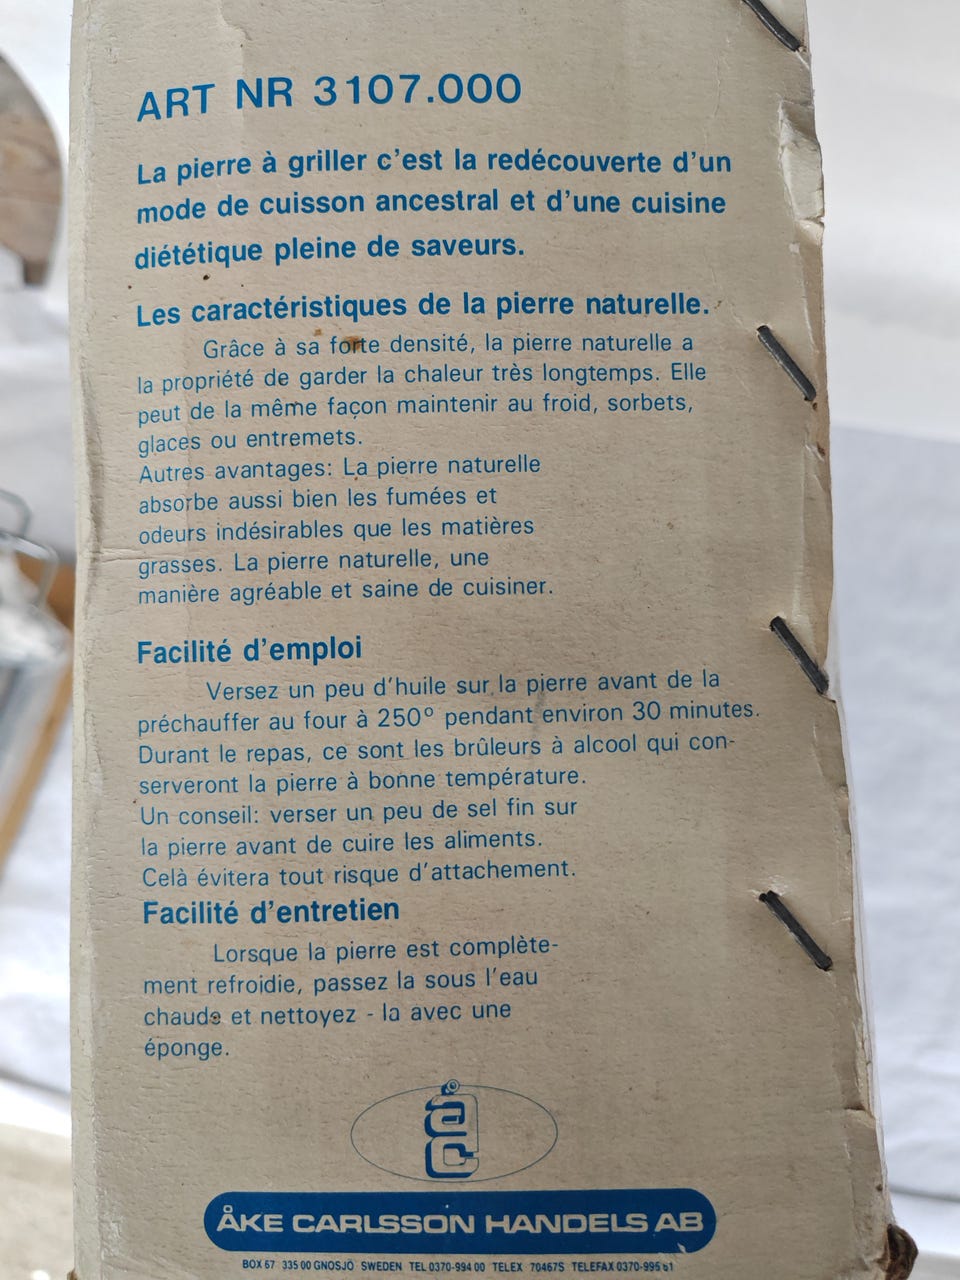 ART NR 3107.000
La pierre à griller c'est la redécouverte d'un
mode de cuisson ancestral et d'une cuisine
diététique pleine de saveurs.
Les caractéristiques de la pierre naturelle.
Grâce à sa forte densité, la pierre naturelle a
la propriété de garder la chaleur très longtemps. Elle
peut de la même façon maintenir au froid, sorbets,
glaces ou entremets.
Autres avantages: La pierre naturelle
absorbe aussi bien les fumées et
odeurs indésirables que les matières
grasses. La pierre naturelle, une
manière agréable et saine de cuisiner.
Facilité d'emploi
Versez un peu d'huile sur la pierre avant de la
préchauffer au four à 250° pendant environ 30 minutes.
Durant le repas, ce sont les brûleurs à alcool qui con-
serveront la pierre à bonne température.
Un conseil: verser un peu de sel fin sur
la pierre avant de cuire les aliments.
Celà évitera tout risque d'attachement.
Facilité d'entretien
Lorsque la pierre est complète-
ment refroidie, passez la sous l'eau
chaude et nettoyez - la avec une
éponge.
åc
ÅKE CARLSSON HANDELS AB
BOX 67 335 00 GNOSJÖ SWEDEN TEL 0370-994 00 TELEX 70467S TELEFAX